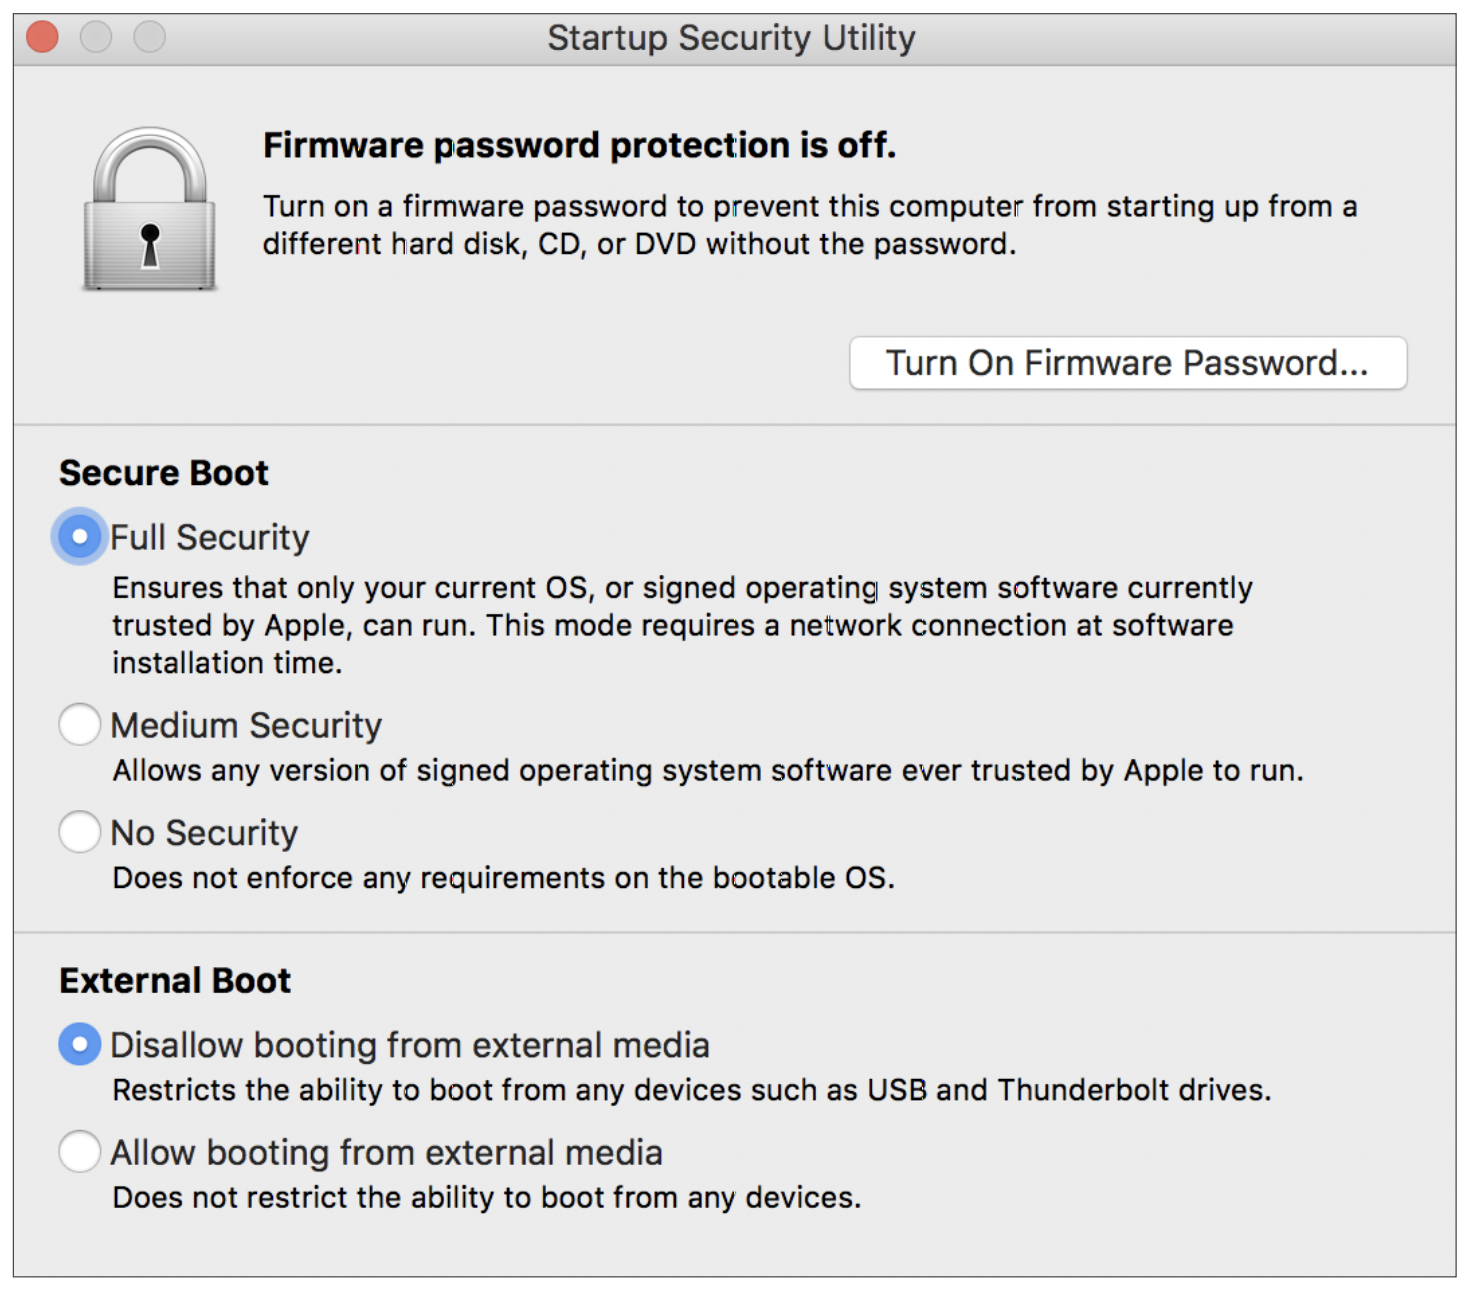 Startup Security Utility
Firmware password protection is off.
Turn on a firmware password to prevent this computer from starting up from a
different hard disk, CD, or DVD without the password.
Turn On Firmware Password...
Secure Boot
Full Security
Ensures that only your current OS, or signed operating system software currently
trusted by Apple, can run. This mode requires a network connection at software
installation time.
Medium Security
Allows any version of signed operating system software ever trusted by Apple to run.
No Security
Does not enforce any requirements on the bootable OS.
External Boot
Disallow booting from external media
Restricts the ability to boot from any devices such as USB and Thunderbolt drives.
Allow booting from external media
Does not restrict the ability to boot from any devices.